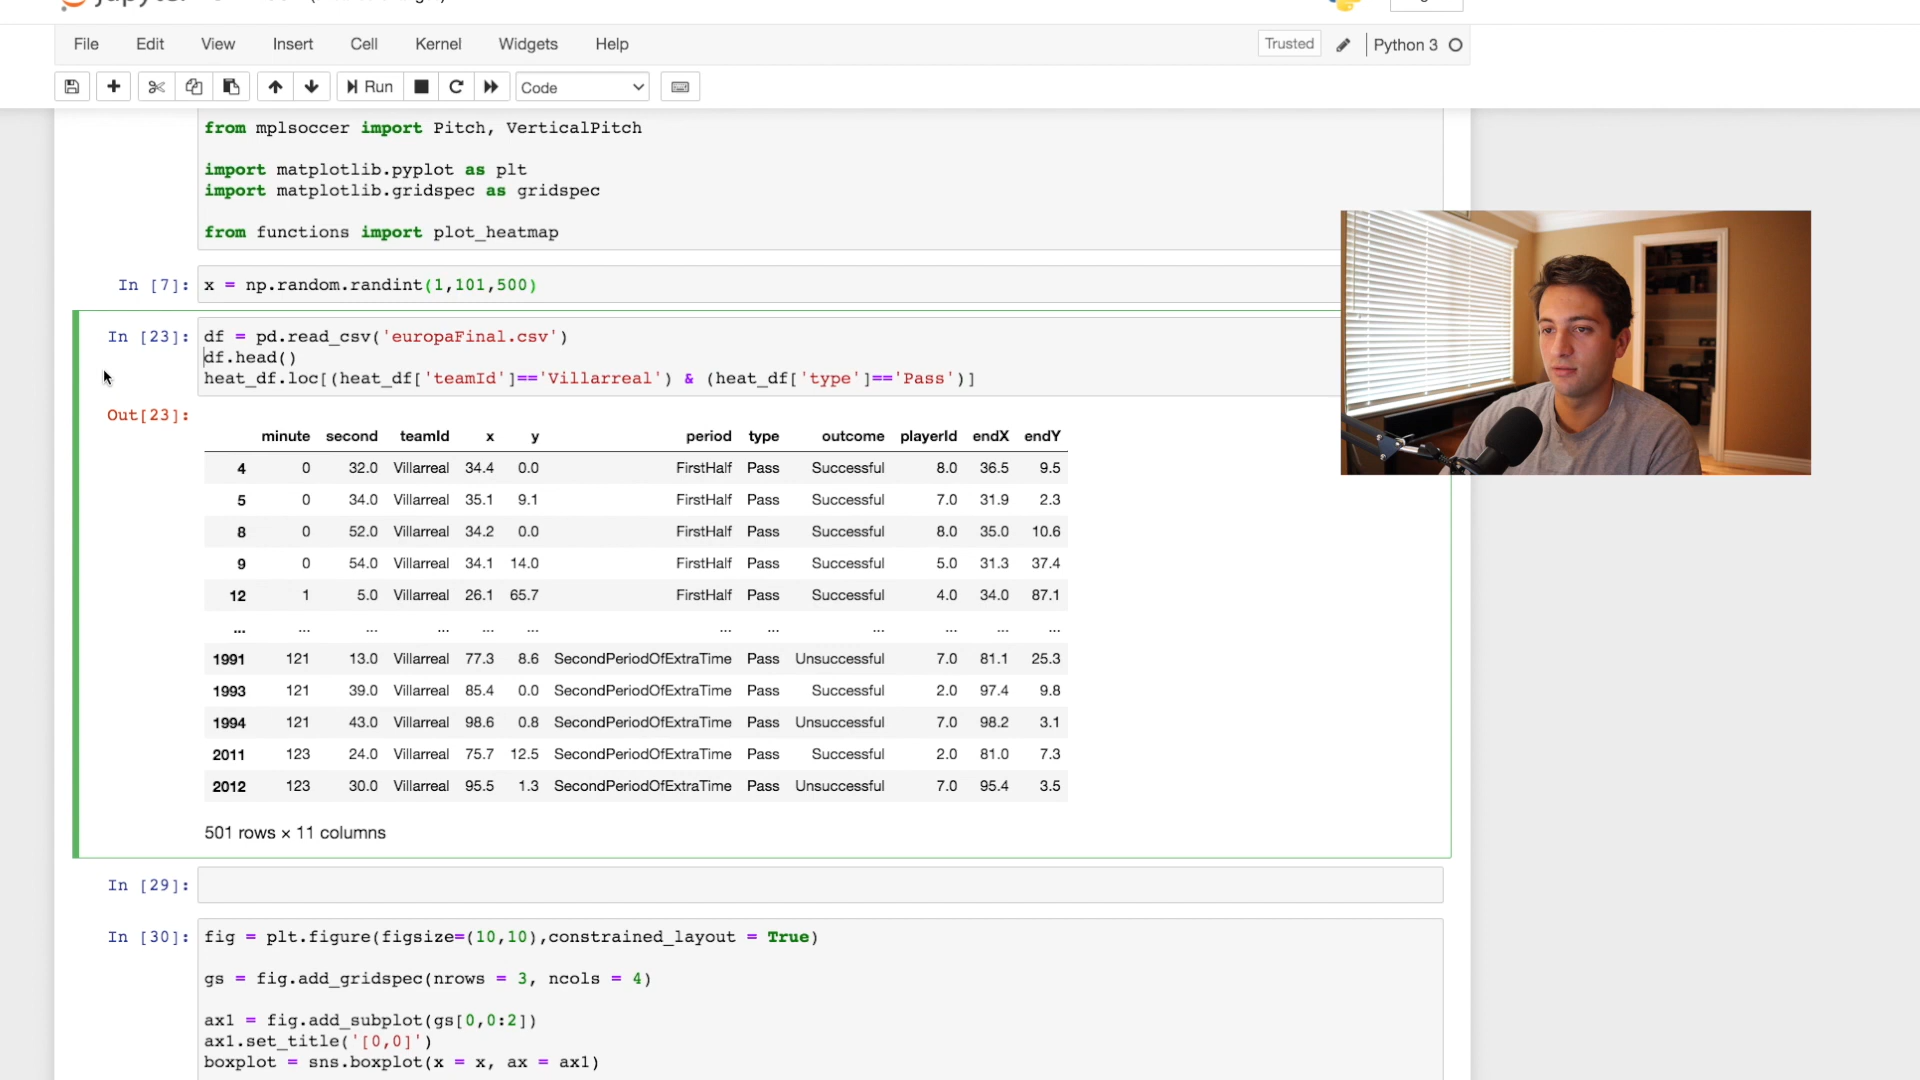 File Edit View Insert Cell Kernel Widgets Help Trusted Python 3
Run Code
from mplsoccer import Pitch, VerticalPitch
import matplotlib.pyplot as plt
import matplotlib.gridspec as gridspec
from functions import plot_heatmap
In [7]: x = np.random.randint(1,101,500)
In [23]: df = pd.read_csv('europaFinal.csv')
df.head()
heat_df.loc[(heat_df['teamId']=='Villarreal') & (heat_df['type']=='Pass')]
Out[23]:
minute second teamId x y period type outcome playerId endX endY
4 0 32.0 Villarreal 34.4 0.0 FirstHalf Pass Successful 8.0 36.5 9.5
5 0 34.0 Villarreal 35.1 9.1 FirstHalf Pass Successful 7.0 31.9 2.3
8 0 52.0 Villarreal 34.2 0.0 FirstHalf Pass Successful 8.0 35.0 10.6
9 0 54.0 Villarreal 34.1 14.0 FirstHalf Pass Successful 5.0 31.3 37.4
12 1 5.0 Villarreal 26.1 65.7 FirstHalf Pass Successful 4.0 34.0 87.1
... ... ... ... ... ... ... ... ... ... ... ...
1991 121 13.0 Villarreal 77.3 8.6 SecondPeriodOfExtraTime Pass Unsuccessful 7.0 81.1 25.3
1993 121 39.0 Villarreal 85.4 0.0 SecondPeriodOfExtraTime Pass Successful 2.0 97.4 9.8
1994 121 43.0 Villarreal 98.6 0.8 SecondPeriodOfExtraTime Pass Unsuccessful 7.0 98.2 3.1
2011 123 24.0 Villarreal 75.7 12.5 SecondPeriodOfExtraTime Pass Successful 2.0 81.0 7.3
2012 123 30.0 Villarreal 95.5 1.3 SecondPeriodOfExtraTime Pass Unsuccessful 7.0 95.4 3.5
501 rows × 11 columns
In [29]:
In [30]: fig = plt.figure(figsize=(10,10),constrained_layout = True)
gs = fig.add_gridspec(nrows = 3, ncols = 4)
ax1 = fig.add_subplot(gs[0,0:2])
ax1.set_title('[0,0]')
boxplot = sns.boxplot(x = x, ax = ax1)